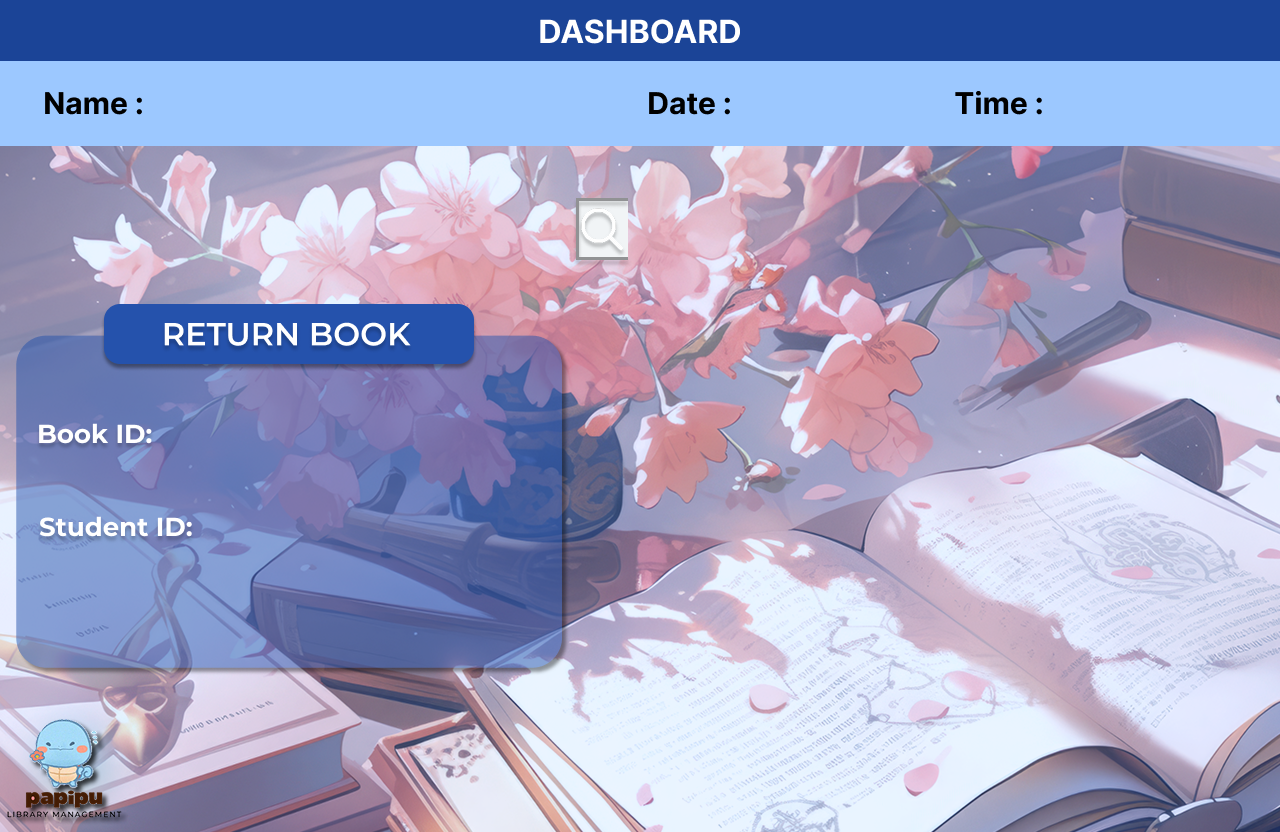 DASHBOARD
Name :
Date :
Time :
RETURN BOOK
Book ID:
Student ID:
papipu
LIBRARY MANAGEMENT